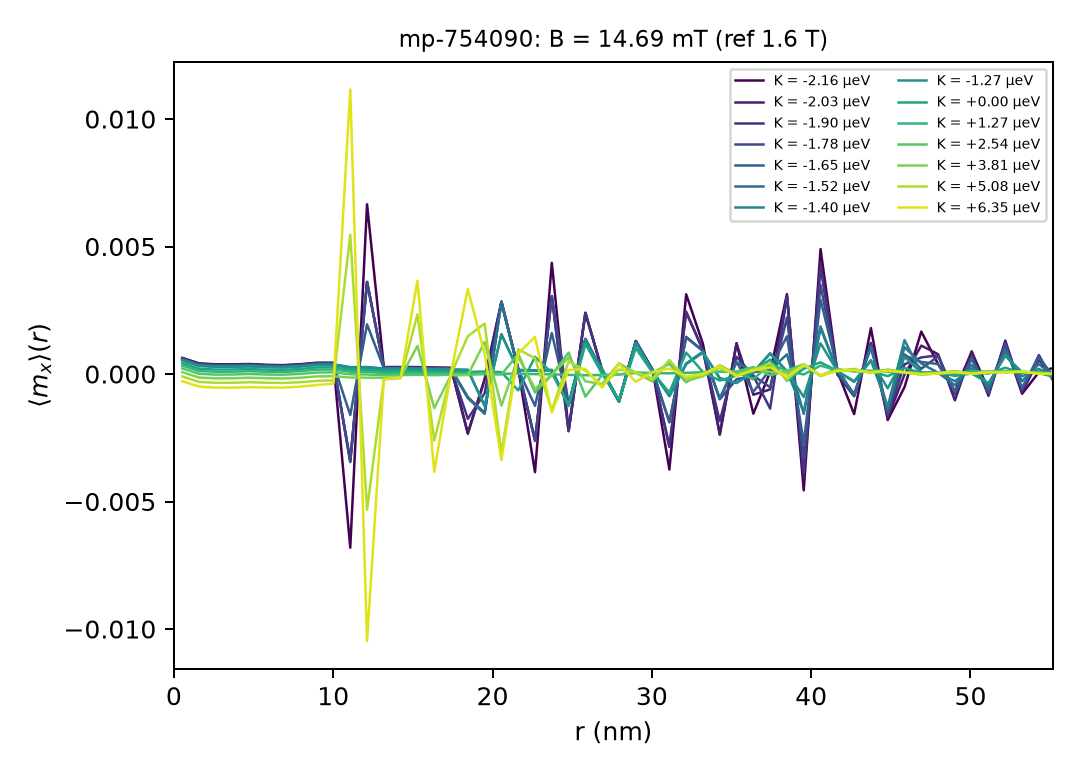 mp-754090: B = 14.69 mT (ref 1.6 T)
K = -2.16 µeV
K = -2.03 µeV
K = -1.90 µeV
K = -1.78 µeV
K = -1.65 µeV
K = -1.52 µeV
K = -1.40 µeV
K = -1.27 µeV
K = +0.00 µeV
K = +1.27 µeV
K = +2.54 µeV
K = +3.81 µeV
K = +5.08 µeV
K = +6.35 µeV
0.010
0.005
0.000
−0.005
−0.010
⟨mₓ⟩(r)
0 10 20 30 40 50
r (nm)